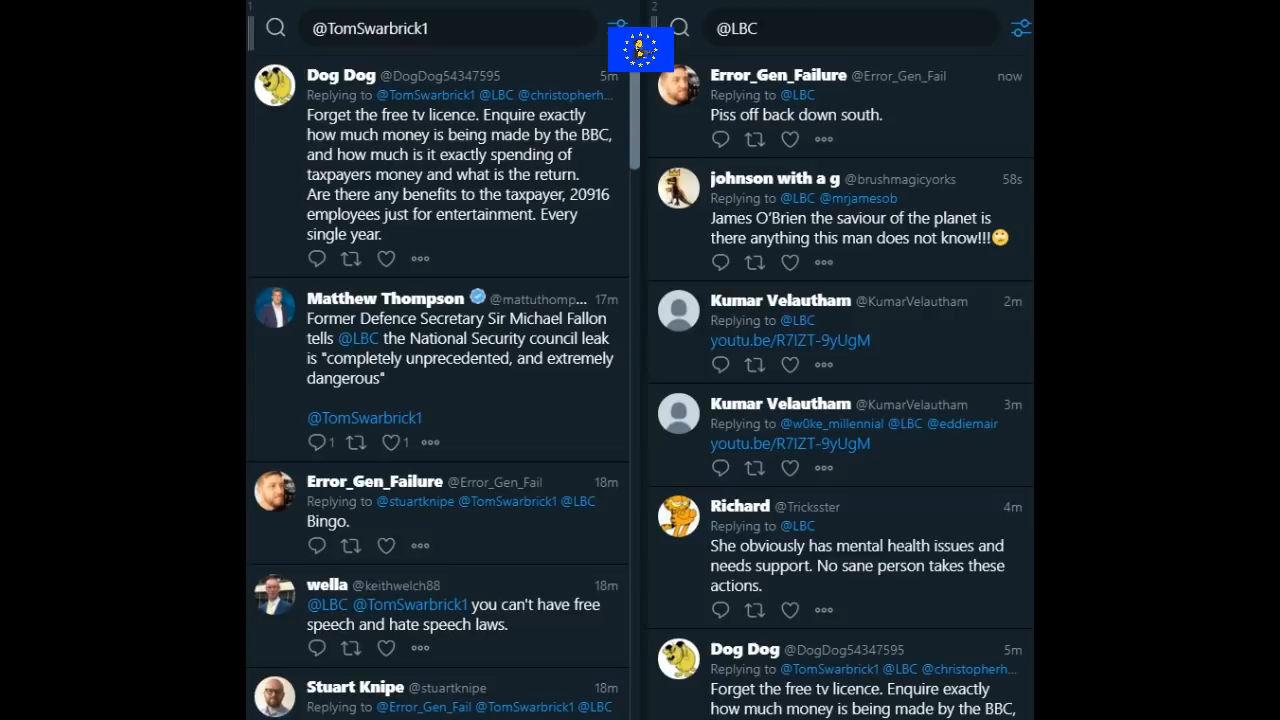 1
@TomSwarbrick1
Dog Dog @DogDog54347595 5m
Replying to @TomSwarbrick1 @LBC @christopherh...
Forget the free tv licence. Enquire exactly
how much money is being made by the BBC,
and how much is it exactly spending of
taxpayers money and what is the return.
Are there any benefits to the taxpayer, 20916
employees just for entertainment. Every
single year.
Matthew Thompson @mattuthomp... 17m
Former Defence Secretary Sir Michael Fallon
tells @LBC the National Security council leak
is "completely unprecedented, and extremely
dangerous"
@TomSwarbrick1
1 1
Error_Gen_Failure @Error_Gen_Fail 18m
Replying to @stuartknipe @TomSwarbrick1 @LBC
Bingo.
wella @keithwelch88 18m
@LBC @TomSwarbrick1 you can't have free
speech and hate speech laws.
Stuart Knipe @stuartknipe 18m
Replying to @Error_Gen_Fail @TomSwarbrick1 @LBC
2
@LBC
Error_Gen_Failure @Error_Gen_Fail now
Replying to @LBC
Piss off back down south.
johnson with a g @brushmagicyorks 58s
Replying to @LBC @mrjamesob
James O'Brien the saviour of the planet is
there anything this man does not know!!!🙄
Kumar Velautham @KumarVelautham 2m
Replying to @LBC
youtu.be/R7IZT-9yUgM
Kumar Velautham @KumarVelautham 3m
Replying to @w0ke_millennial @LBC @eddiemair
youtu.be/R7IZT-9yUgM
Richard @Tricksster 4m
Replying to @LBC
She obviously has mental health issues and
needs support. No sane person takes these
actions.
Dog Dog @DogDog54347595 5m
Replying to @TomSwarbrick1 @LBC @christopherh...
Forget the free tv licence. Enquire exactly
how much money is being made by the BBC,